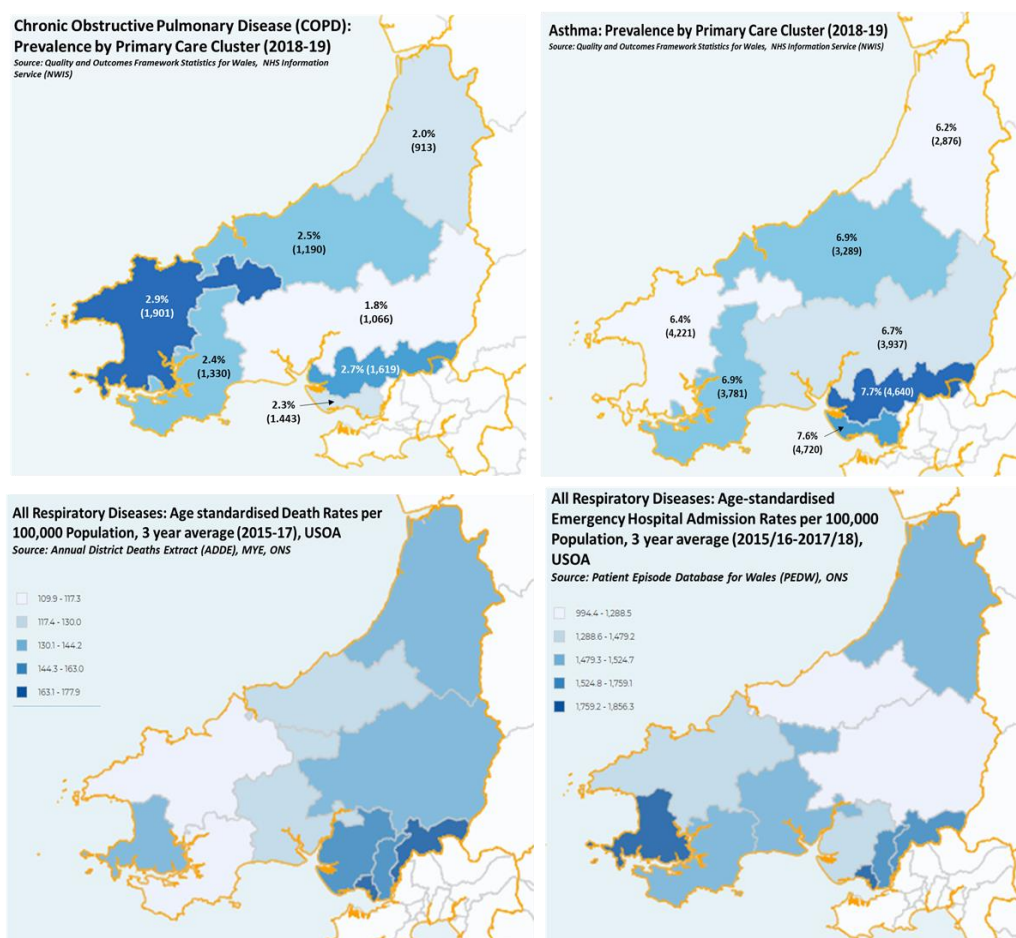 Chronic Obstructive Pulmonary Disease (COPD):
Prevalence by Primary Care Cluster (2018-19)
Source: Quality and Outcomes Framework Statistics for Wales, NHS Information
Service (NWIS)
2.0%
(913)
2.5%
(1,190)
2.9%
(1,901)
1.8%
(1,066)
2.4%
(1,330)
2.7% (1,619)
2.3%
(1.443)
Asthma: Prevalence by Primary Care Cluster (2018-19)
Source: Quality and Outcomes Framework Statistics for Wales, NHS Information Service (NWIS)
6.2%
(2,876)
6.9%
(3,289)
6.4%
(4,221)
6.7%
(3,937)
6.9%
(3,781)
7.7% (4,640)
7.6%
(4,720)
All Respiratory Diseases: Age standardised Death Rates per
100,000 Population, 3 year average (2015-17), USOA
Source: Annual District Deaths Extract (ADDE), MYE, ONS
109.9 - 117.3
117.4 - 130.0
130.1 - 144.2
144.3 - 163.0
163.1 - 177.9
All Respiratory Diseases: Age-standardised
Emergency Hospital Admission Rates per 100,000
Population, 3 year average (2015/16-2017/18),
USOA
Source: Patient Episode Database for Wales (PEDW), ONS
994.4 - 1,288.5
1,288.6 - 1,479.2
1,479.3 - 1,524.7
1,524.8 - 1,759.1
1,759.2 - 1,856.3